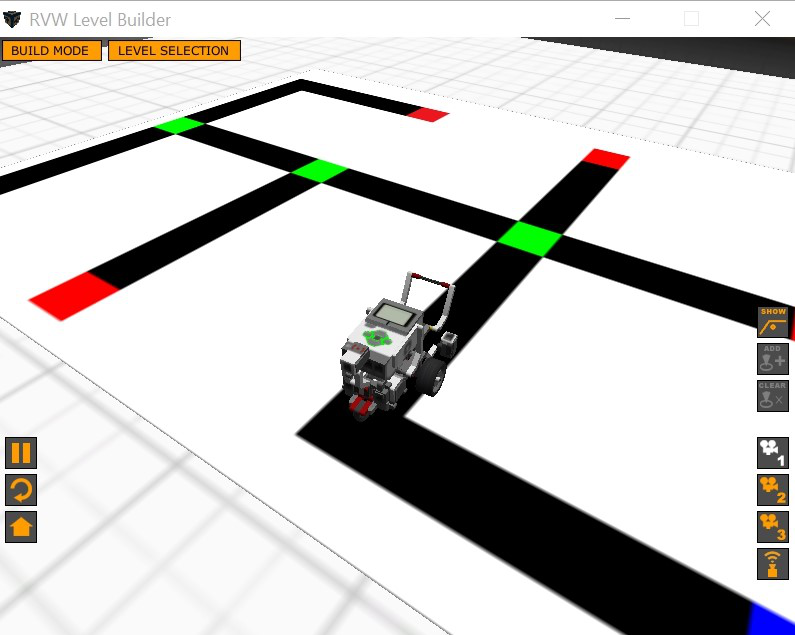 RVW Level Builder
BUILD MODE
LEVEL SELECTION
SHOW
ADD
CLEAR
1
2
3